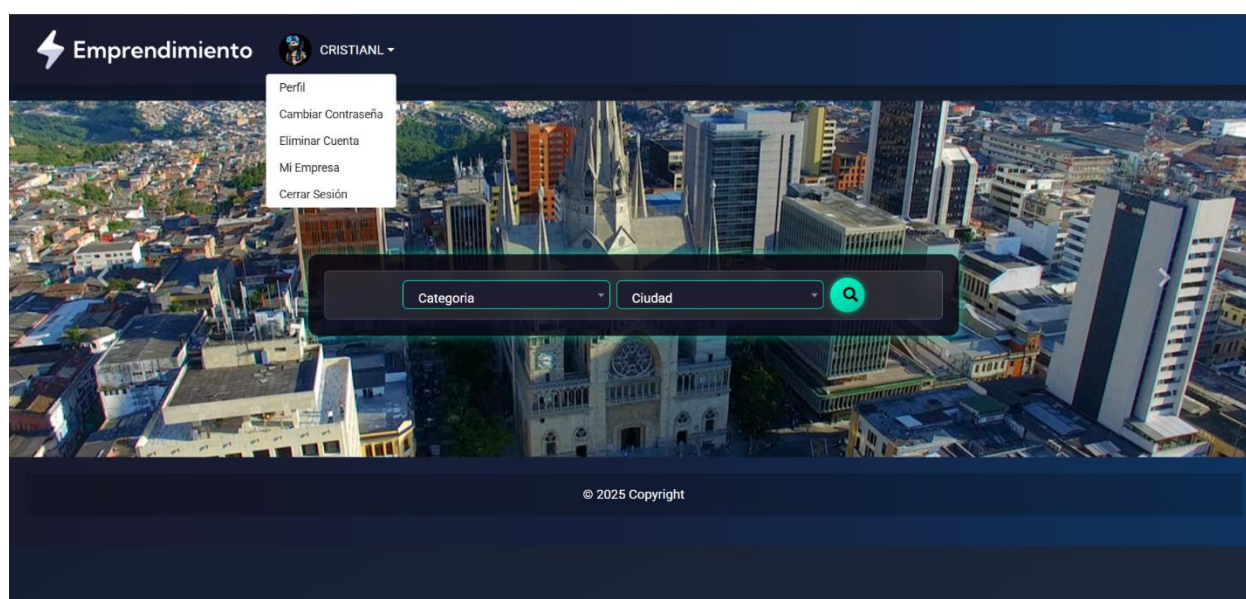 Emprendimiento
CRISTIANL
Perfil
Cambiar Contraseña
Eliminar Cuenta
Mi Empresa
Cerrar Sesión
Categoria
Ciudad
© 2025 Copyright